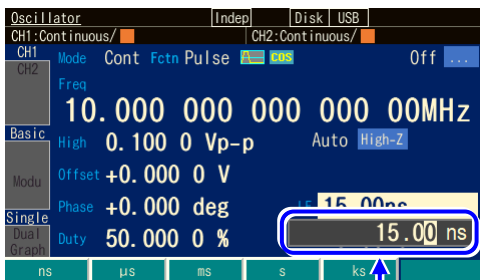 Oscillator Indep Disk USB
CH1:Continuous/ CH2:Continuous/
CH1 Mode Cont Fctn Pulse COS Off ...
CH2
Freq
10.000 000 000 000 00MHz
Basic High 0.100 0 Vp-p Auto High-Z
Modu Offset +0.000 0 V
Phase +0.000 deg LE 15.00ns
Single
Dual Duty 50.000 0 % 15.00 ns
Graph
ns µs ms s ks